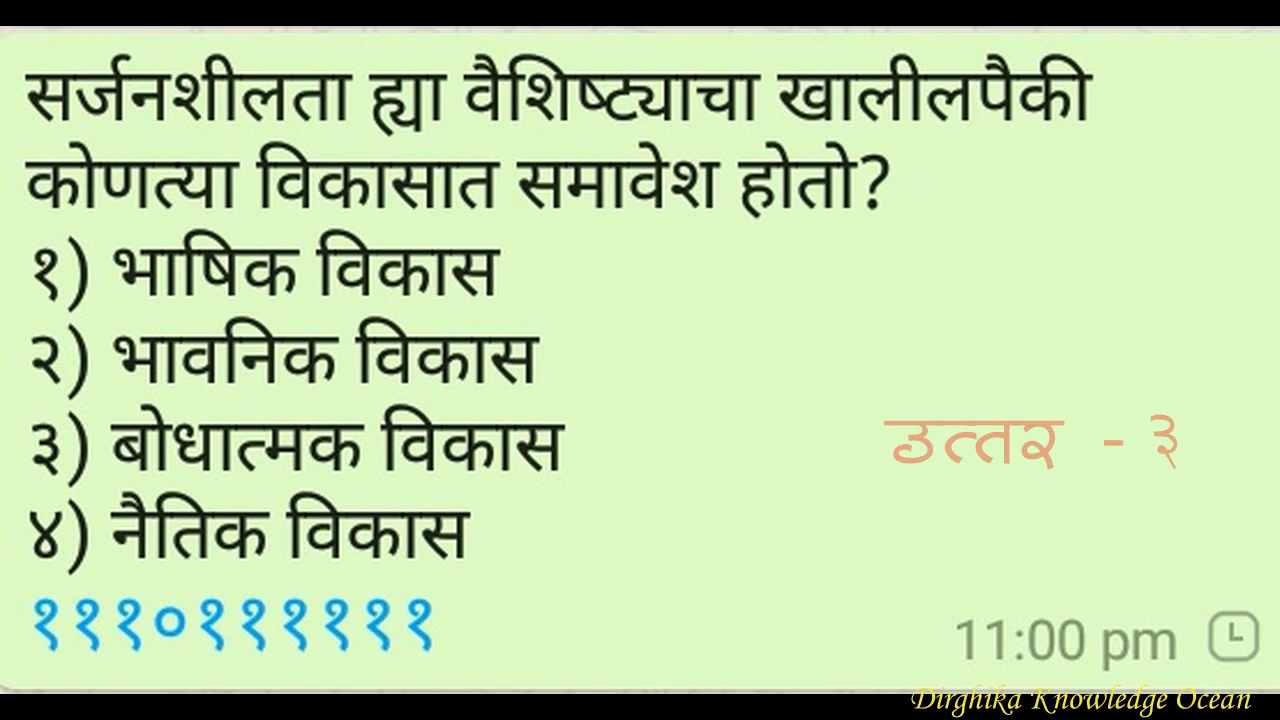 सर्जनशीलता ह्या वैशिष्ट्याचा खालीलपैकी
कोणत्या विकासात समावेश होतो?
१) भाषिक विकास
२) भावनिक विकास
३) बोधात्मक विकास
उत्तर - ३
४) नैतिक विकास
१११०११११११
11:00 pm
Dirghika Knowledge Ocean